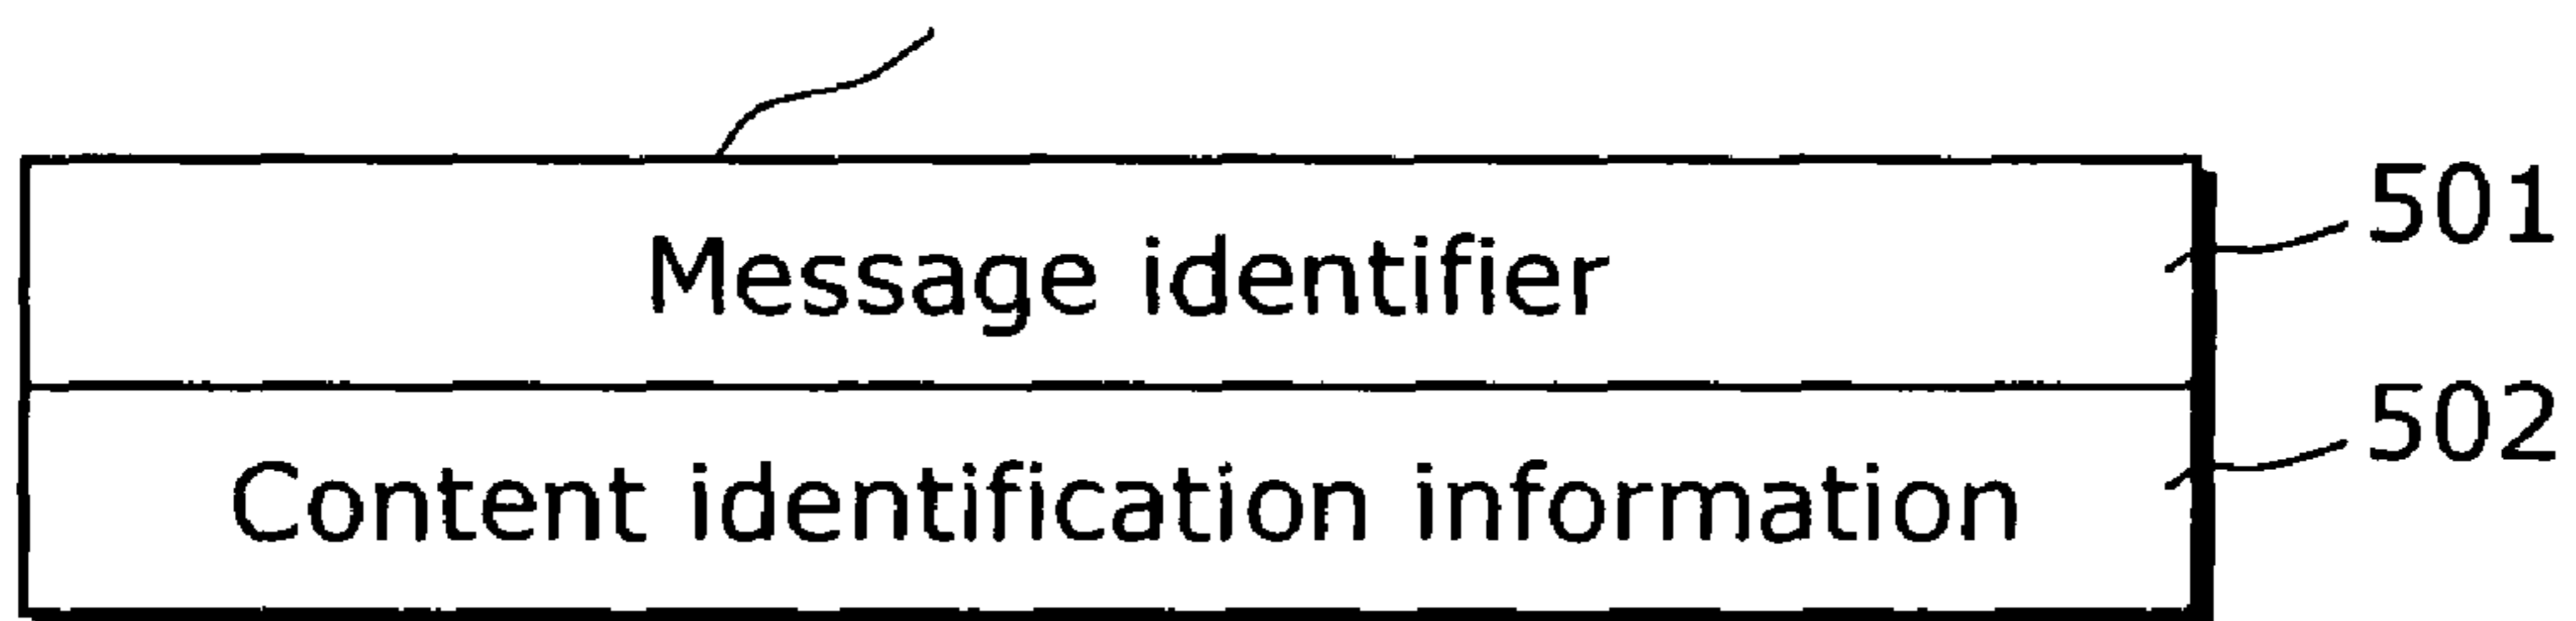 Message identifier 501
Content identification information 502